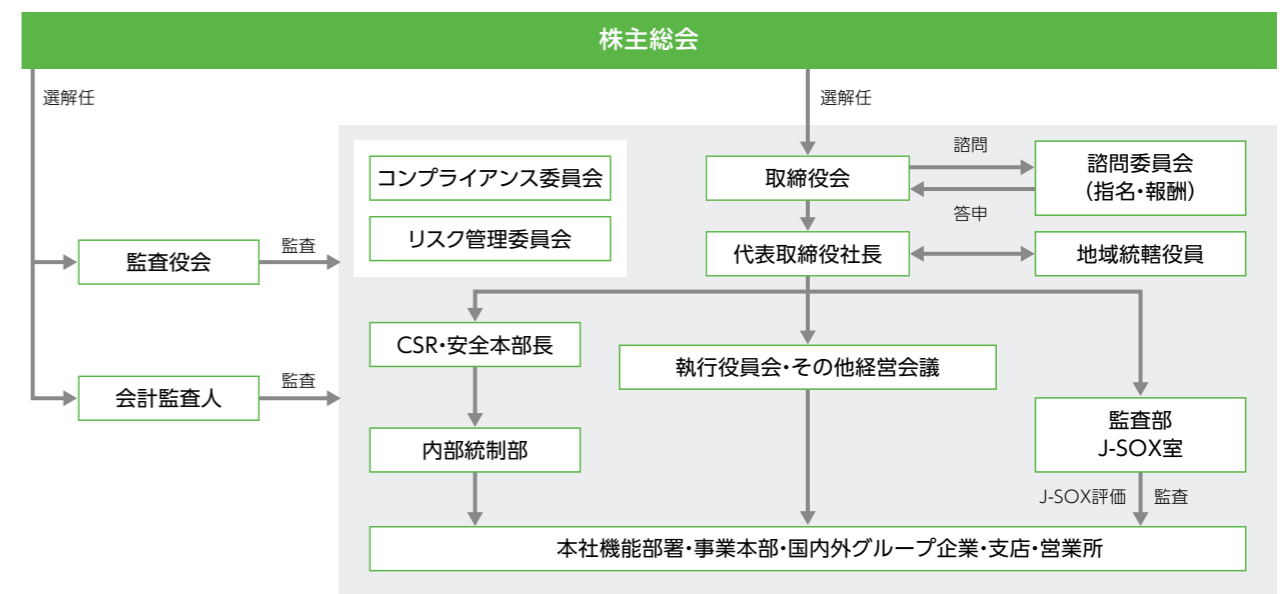 株主総会
選解任
選解任
コンプライアンス委員会
リスク管理委員会
取締役会
諮問
答申
諮問委員会
(指名・報酬)
監査役会
監査
代表取締役社長
地域統轄役員
CSR・安全本部長
執行役員会・その他経営会議
会計監査人
監査
内部統制部
監査部
J-SOX室
J-SOX評価
監査
本社機能部署・事業本部・国内外グループ企業・支店・営業所